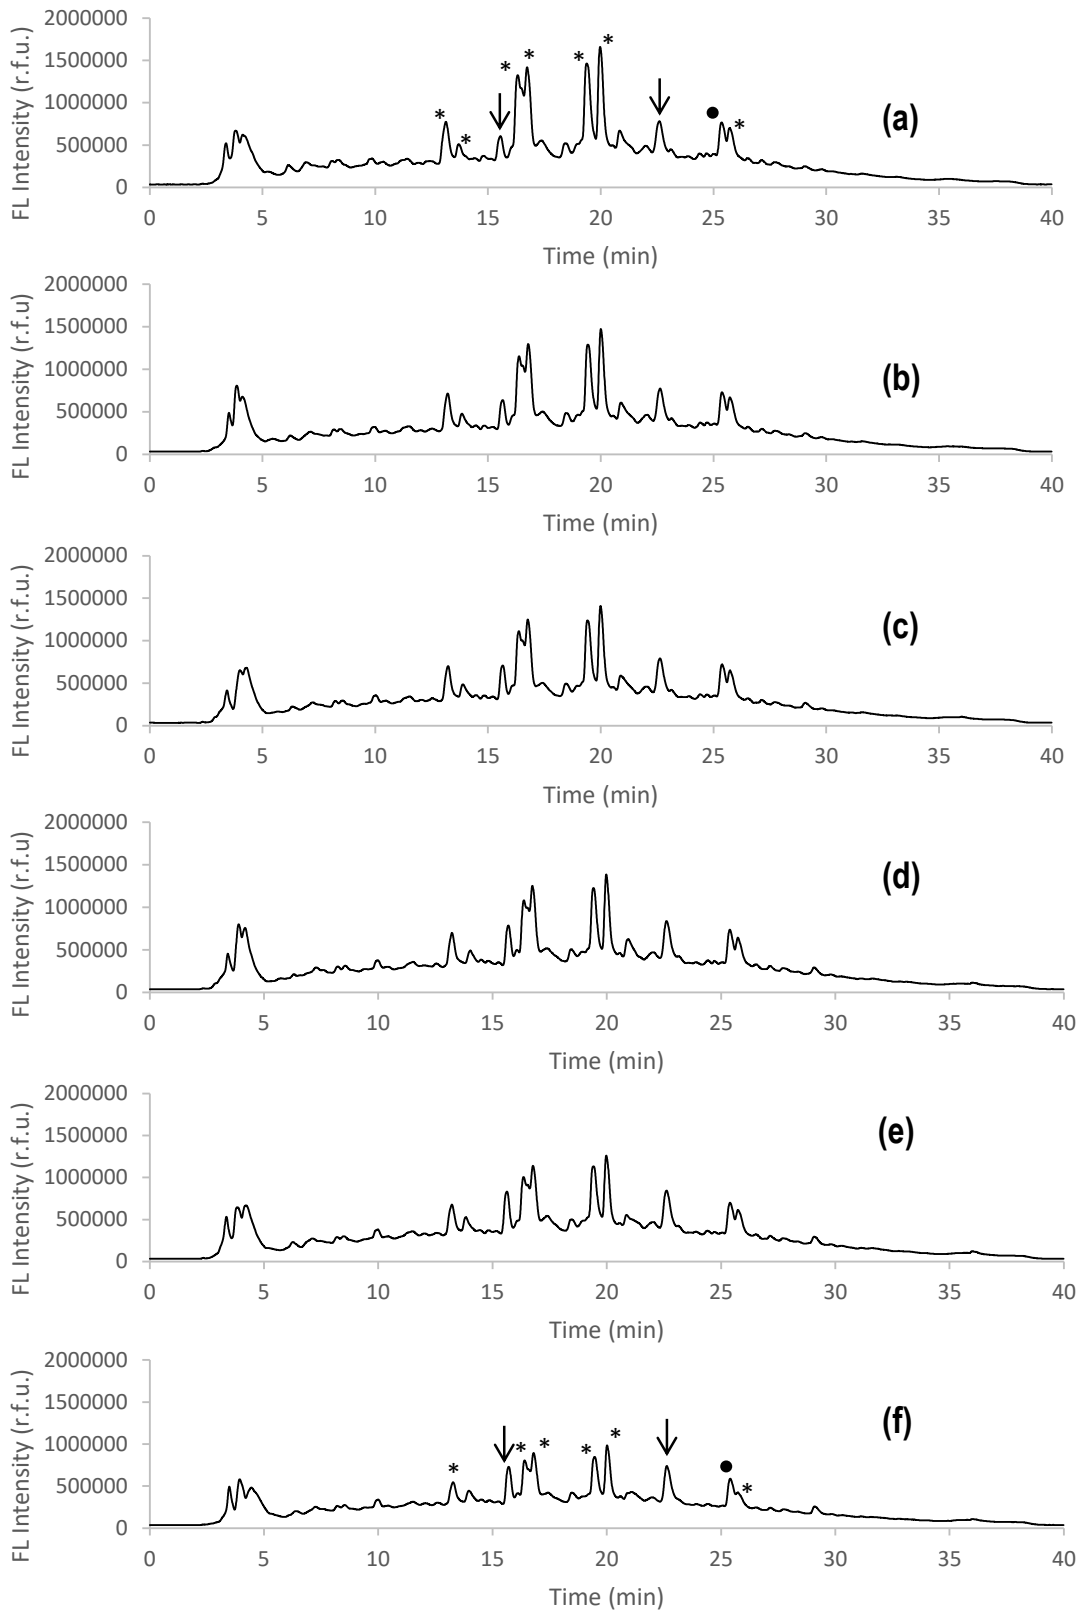 FL Intensity (r.f.u.)
2000000
1500000
1000000
500000
0
* * * * * * *
(a)
0 5 10 15 20 25 30 35 40
Time (min)
FL Intensity (r.f.u)
2000000
1500000
1000000
500000
0
(b)
0 5 10 15 20 25 30 35 40
Time (min)
FL Intensity (r.f.u.)
2000000
1500000
1000000
500000
0
(c)
0 5 10 15 20 25 30 35 40
Time (min)
FL Intensity (r.f.u)
2000000
1500000
1000000
500000
0
(d)
0 5 10 15 20 25 30 35 40
Time (min)
FL Intensity (r.f.u.)
2000000
1500000
1000000
500000
0
(e)
0 5 10 15 20 25 30 35 40
Time (min)
FL Intensity (r.f.u.)
2000000
1500000
1000000
500000
0
* * * * * *
(f)
0 5 10 15 20 25 30 35 40
Time (min)